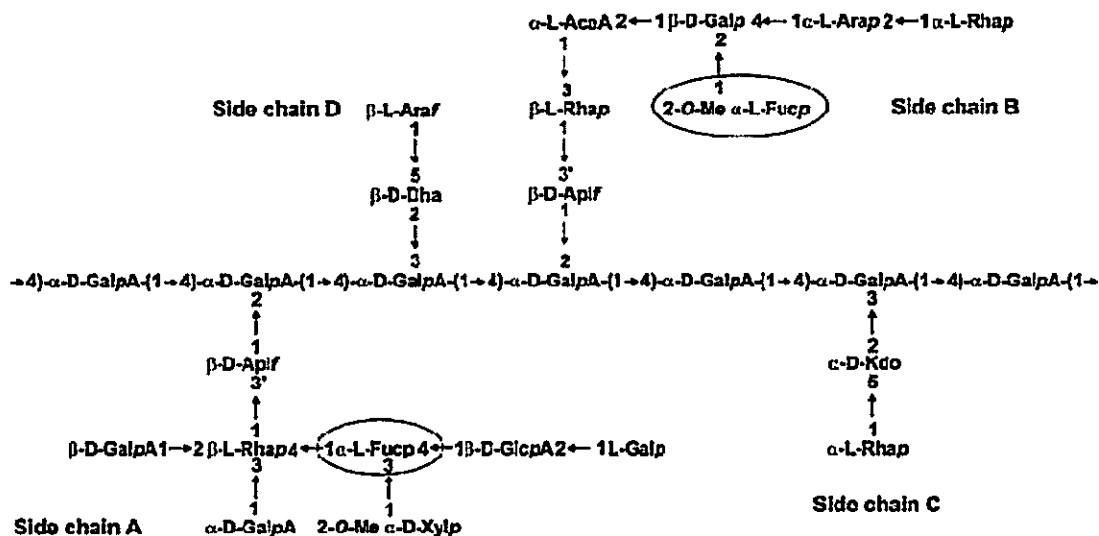 α-L-AceA 2←1 β-D-Galp 4←1α-L-Arap 2←1 α-L-Rhap
1 2
↓ ↑
3 1
Side chain D β-L-Araf β-L-Rhap 2-O-Me α-L-Fucp Side chain B
1 1
↓ ↓
5 3'
β-D-Dha β-D-Apif
2 1
↓ ↓
3 2
→4)-α-D-GalpA-(1→4)-α-D-GalpA-(1→4)-α-D-GalpA-(1→4)-α-D-GalpA-(1→4)-α-D-GalpA-(1→4)-α-D-GalpA-(1→4)-α-D-GalpA-(1→
2 3
↑ ↑
1 2
β-D-Apif α-D-Kdo
3' 5
↑ ↑
1 1
β-D-GalpA1→2 β-L-Rhap4←1α-L-Fucp 4←1β-D-GlcpA2←1L-Galp α-L-Rhap
3 3
↑ ↑
1 1
Side chain C
Side chain A α-D-GalpA 2-O-Me α-D-Xylp